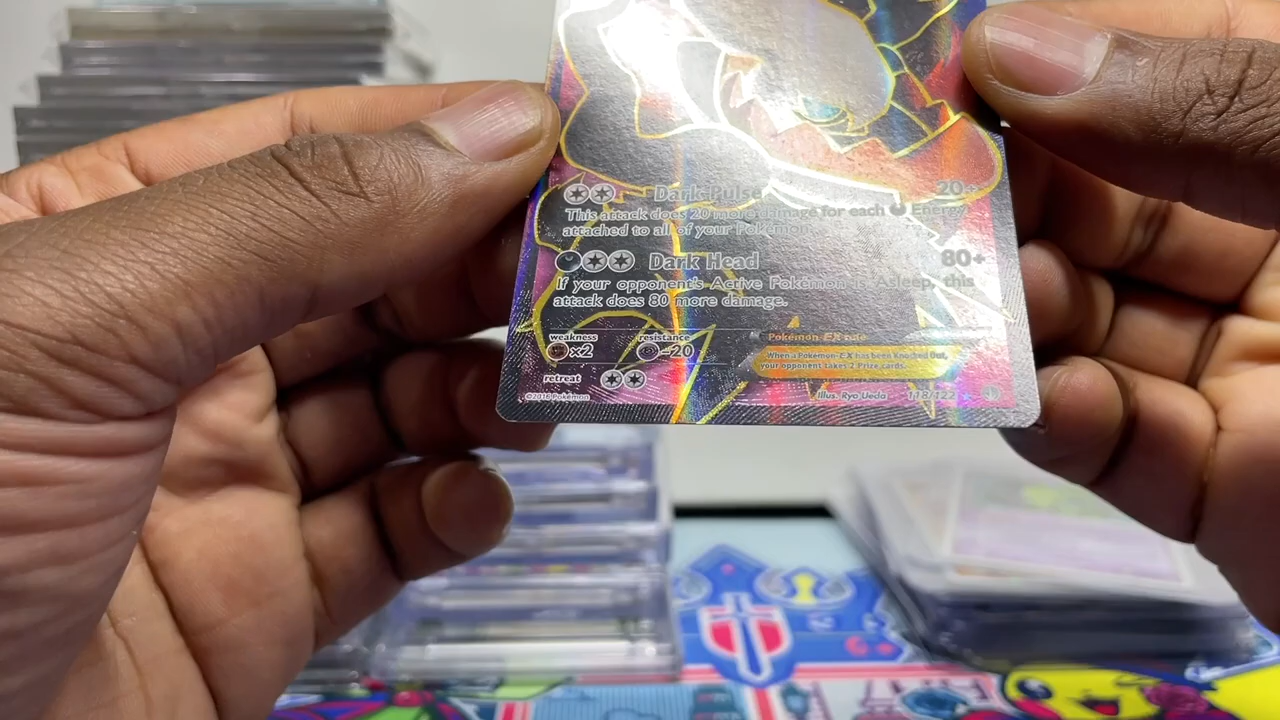 Dark Pulse 20+
This attack does 20 more damage for each Energy
attached to all of your Pokémon.
Dark Head 80+
If your opponent's Active Pokémon is Asleep, this
attack does 80 more damage.
weakness resistance
×2 -20
Pokémon-EX rule
When a Pokémon-EX has been Knocked Out,
your opponent takes 2 Prize cards.
retreat
©2016 Pokémon Illus. Ryo Ueda 118/122